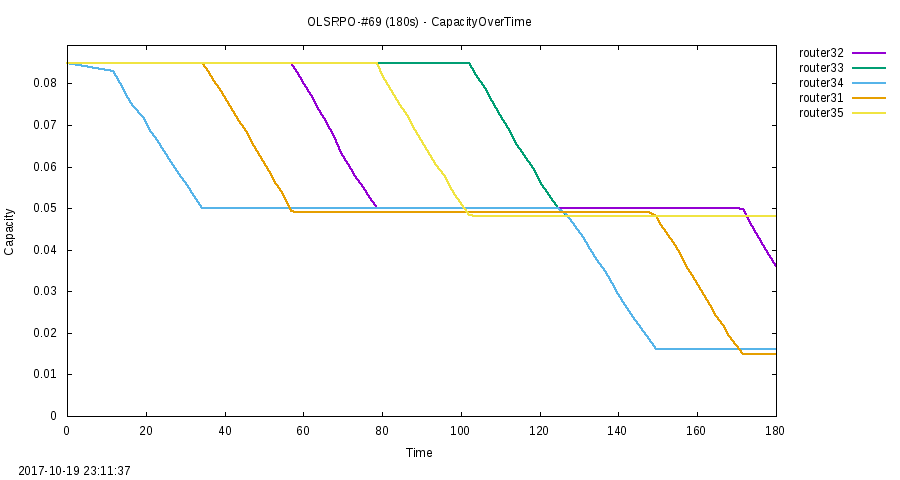 OLSRPO-#69 (180s) - CapacityOverTime
router32
router33
router34
router31
router35
0.08
0.07
0.06
0.05
0.04
0.03
0.02
0.01
0
Capacity
0 20 40 60 80 100 120 140 160 180
Time
2017-10-19 23:11:37